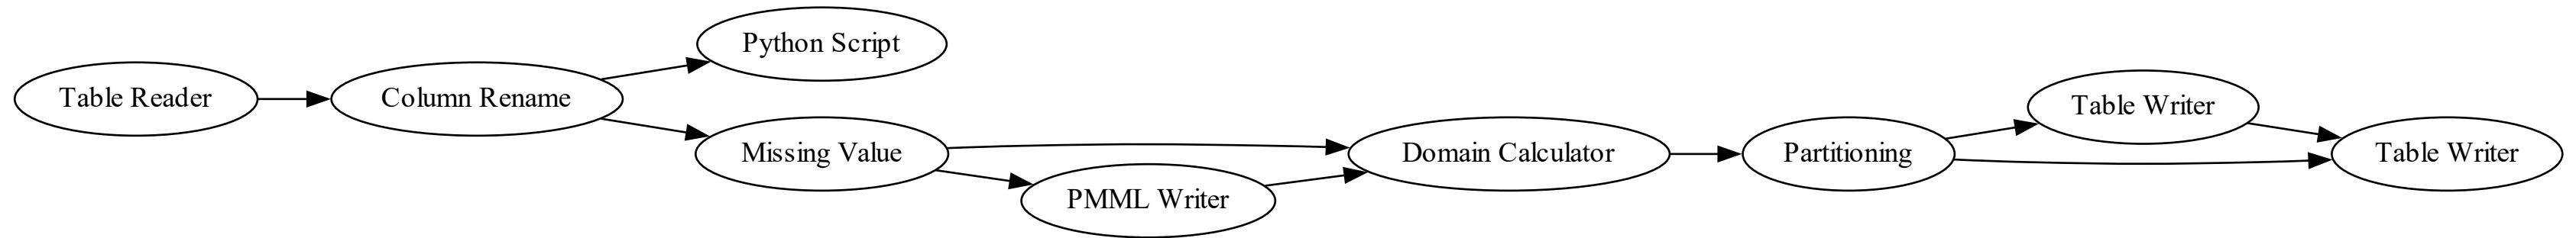 Table Reader
Column Rename
Python Script
Missing Value
PMML Writer
Domain Calculator
Partitioning
Table Writer
Table Writer